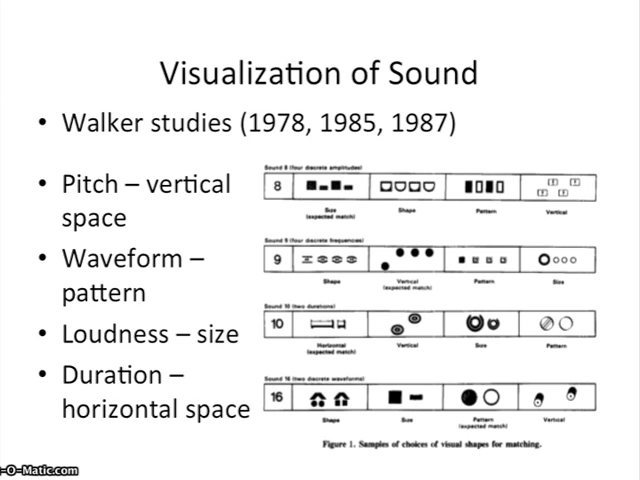 Visualization of Sound
• Walker studies (1978, 1985, 1987)
• Pitch – vertical
space
• Waveform –
pattern
• Loudness – size
• Duration –
horizontal space
Sound 8 (four discrete amplitudes)
8
Size
(expected match)
Shape
Pattern
Vertical
Sound 9 (four discrete frequencies)
9
Shape
Vertical
(expected match)
Pattern
Size
Sound 10 (two durations)
10
Horizontal
(expected match)
Vertical
Size
Pattern
Sound 16 (two discrete waveforms)
16
Shape
Size
Pattern
(expected match)
Vertical
Figure 1. Samples of choices of visual shapes for matching.
-O-Matic.com